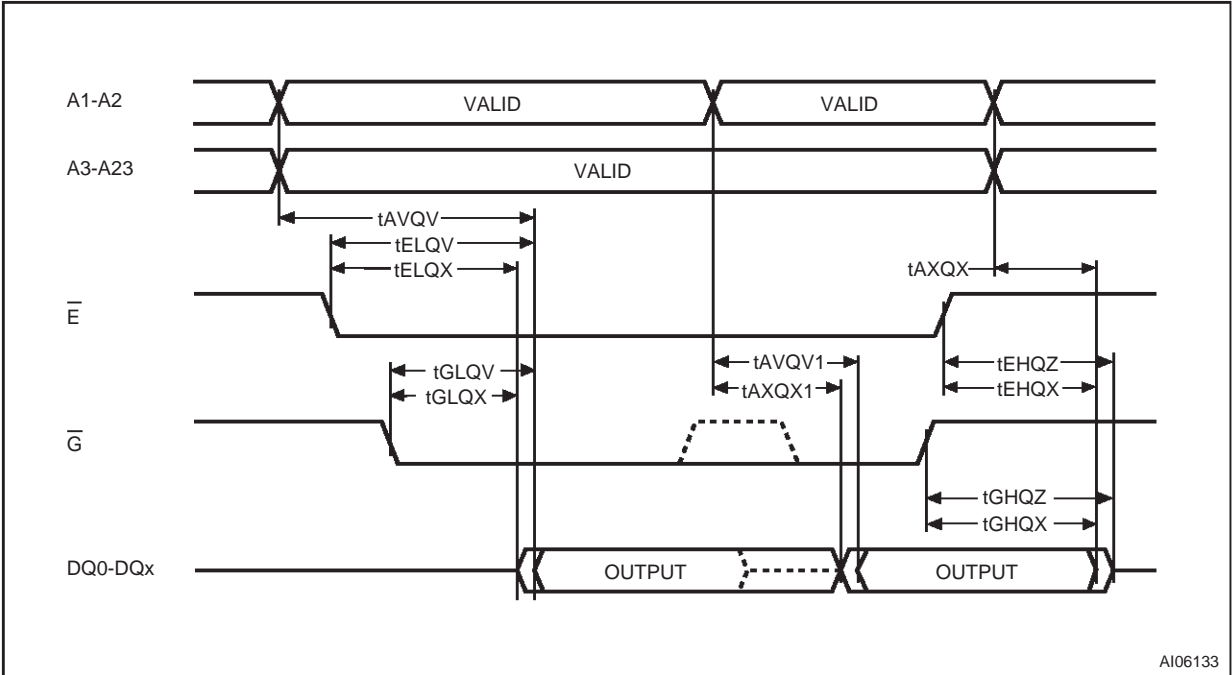 A1-A2
VALID
VALID
A3-A23
VALID
tAVQV
tELQV
tELQX
tAXQX
E
tAVQV1
tEHQZ
tGLQV
tAXQX1
tEHQX
tGLQX
G
tGHQZ
tGHQX
DQ0-DQx
OUTPUT
OUTPUT
AI06133